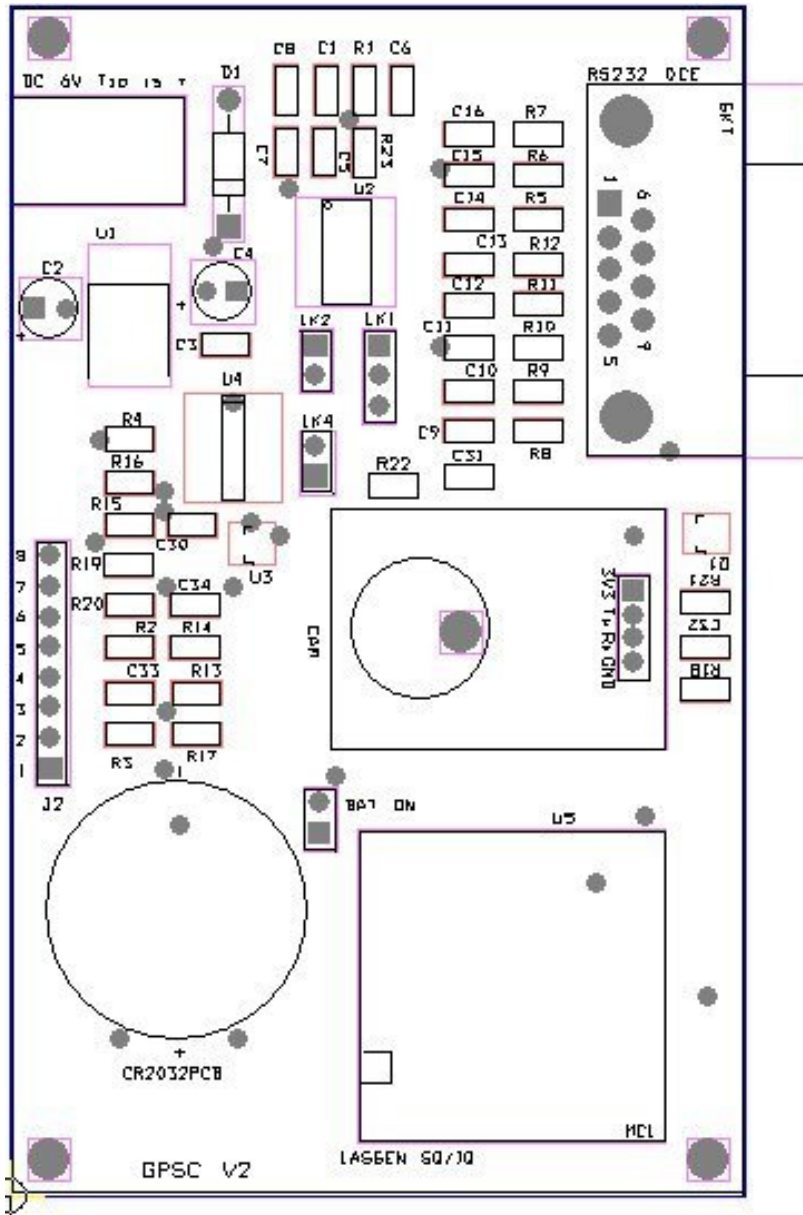 C8 C1 R1 C6
D1
DC 6V
RS232 DCE
SKT
C16 R7
C7 C5 R23
C15 R6
U2
1 6
C14 R5
U1
C13 R12
C2 C4
C12 R11
+ +
LK2 LK1
C11 R10
C3
5 9
U4
C10 R9
R4
LK4
C9 R8
R16
R22 C31
R15
C30
8
R19
U3
Q1
7
C34
R21
R20
3V3 Tx Rx GND
6
R2 R14
C32
5
CAM
C33 R13
R18
4
3
R3 R17
2
1
1
J2
BAT ON
U5
+
CR2032PCB
GPSC V2
LASSEN SQ/IQ